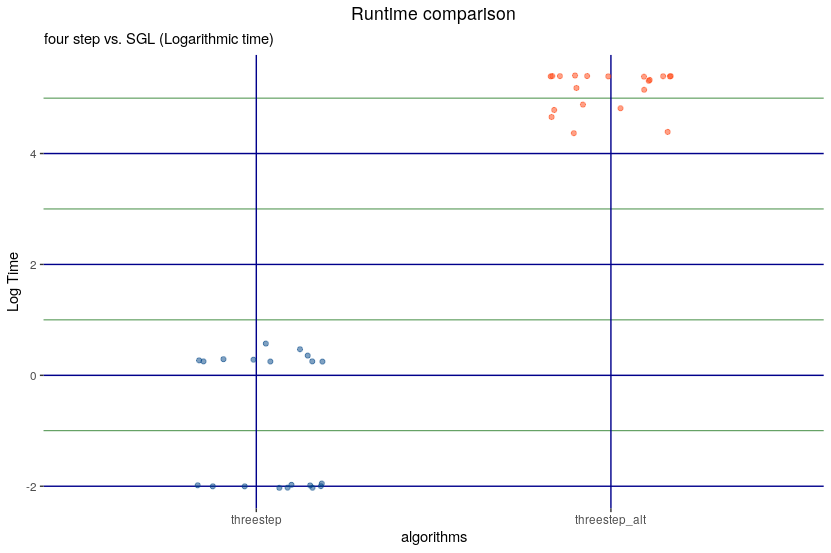 Runtime comparison
four step vs. SGL (Logarithmic time)
Log Time
4
2
0
-2
threestep threestep_alt
algorithms